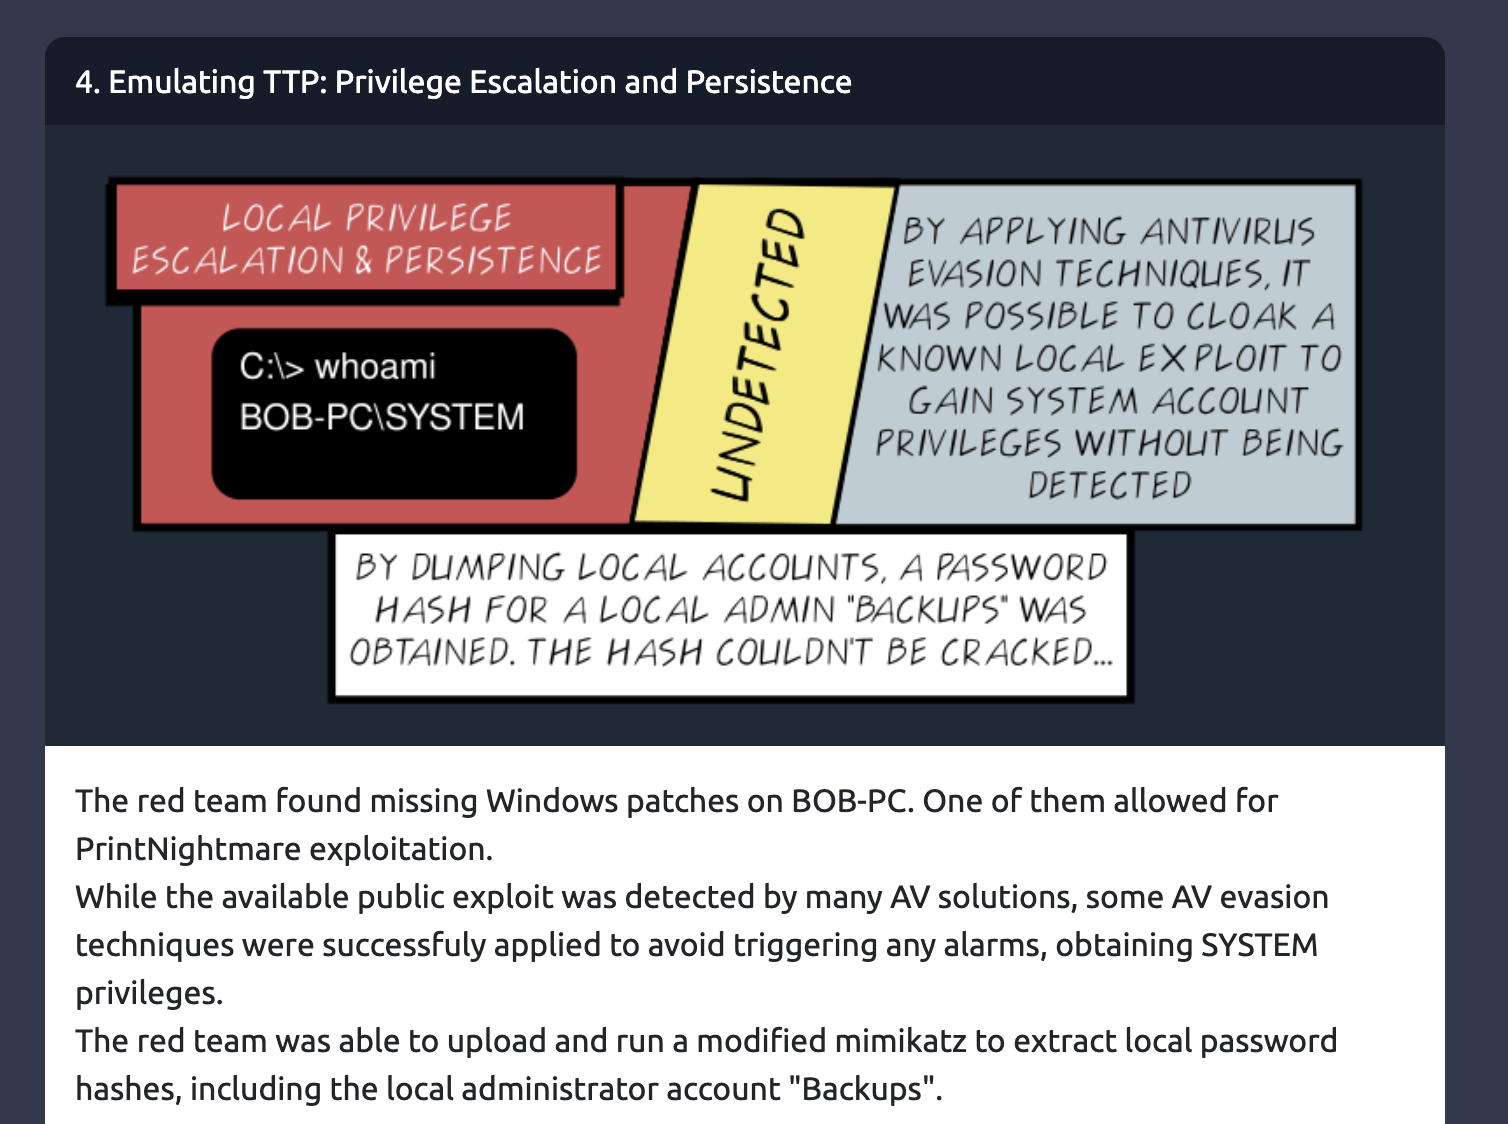 4. Emulating TTP: Privilege Escalation and Persistence
LOCAL PRIVILEGE
ESCALATION & PERSISTENCE
C:\> whoami
BOB-PC\SYSTEM
UNDETECTED
BY APPLYING ANTIVIRUS
EVASION TECHNIQUES, IT
WAS POSSIBLE TO CLOAK A
KNOWN LOCAL EXPLOIT TO
GAIN SYSTEM ACCOUNT
PRIVILEGES WITHOUT BEING
DETECTED
BY DUMPING LOCAL ACCOUNTS, A PASSWORD
HASH FOR A LOCAL ADMIN "BACKUPS" WAS
OBTAINED. THE HASH COULDN'T BE CRACKED...
The red team found missing Windows patches on BOB-PC. One of them allowed for
PrintNightmare exploitation.
While the available public exploit was detected by many AV solutions, some AV evasion
techniques were successfuly applied to avoid triggering any alarms, obtaining SYSTEM
privileges.
The red team was able to upload and run a modified mimikatz to extract local password
hashes, including the local administrator account "Backups".